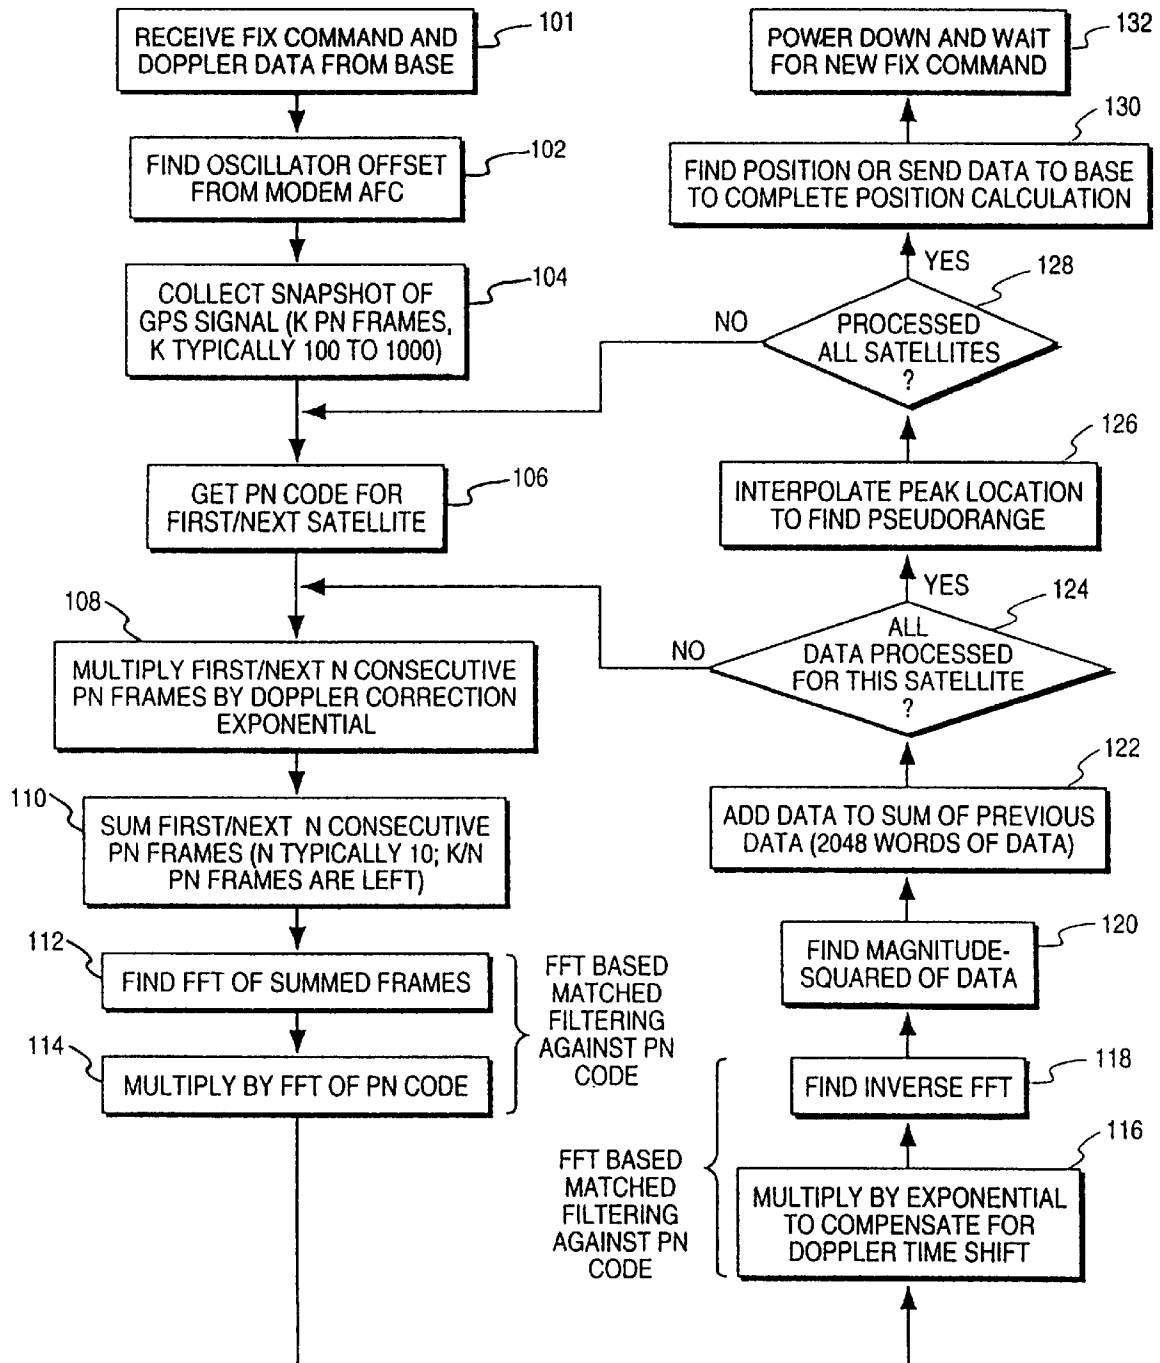 RECEIVE FIX COMMAND AND
DOPPLER DATA FROM BASE
101
FIND OSCILLATOR OFFSET
FROM MODEM AFC
102
COLLECT SNAPSHOT OF
GPS SIGNAL (K PN FRAMES,
K TYPICALLY 100 TO 1000)
104
GET PN CODE FOR
FIRST/NEXT SATELLITE
106
108
MULTIPLY FIRST/NEXT N CONSECUTIVE
PN FRAMES BY DOPPLER CORRECTION
EXPONENTIAL
110
SUM FIRST/NEXT N CONSECUTIVE
PN FRAMES (N TYPICALLY 10; K/N
PN FRAMES ARE LEFT)
112
FIND FFT OF SUMMED FRAMES
114
MULTIPLY BY FFT OF PN CODE
FFT BASED
MATCHED
FILTERING
AGAINST PN
CODE
FFT BASED
MATCHED
FILTERING
AGAINST PN
CODE
116
MULTIPLY BY EXPONENTIAL
TO COMPENSATE FOR
DOPPLER TIME SHIFT
118
FIND INVERSE FFT
120
FIND MAGNITUDE-
SQUARED OF DATA
122
ADD DATA TO SUM OF PREVIOUS
DATA (2048 WORDS OF DATA)
124
ALL
DATA PROCESSED
FOR THIS SATELLITE
?
NO
YES
126
INTERPOLATE PEAK LOCATION
TO FIND PSEUDORANGE
128
PROCESSED
ALL SATELLITES
?
NO
YES
130
FIND POSITION OR SEND DATA TO BASE
TO COMPLETE POSITION CALCULATION
132
POWER DOWN AND WAIT
FOR NEW FIX COMMAND